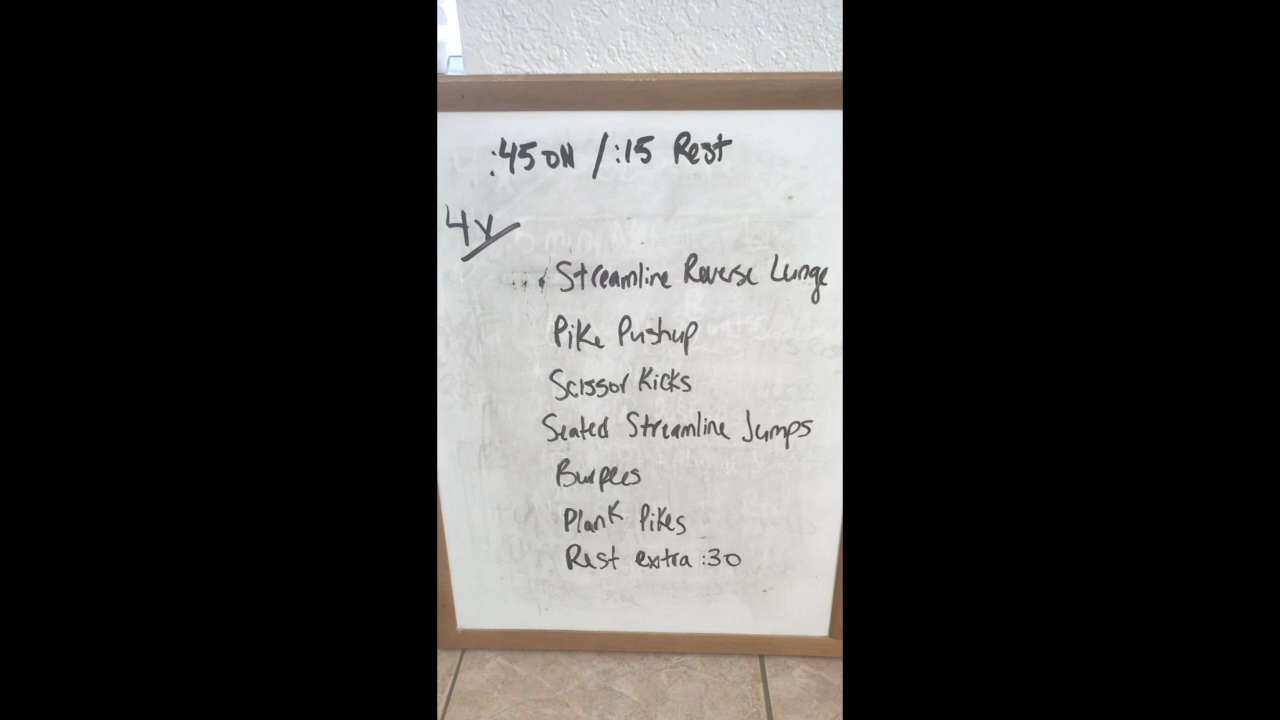 :45 ON / :15 Rest
4x
Streamline Reverse Lunge
Pike Pushup
Scissor Kicks
Seated Streamline Jumps
Burpees
Plank Pikes
Rest extra :30